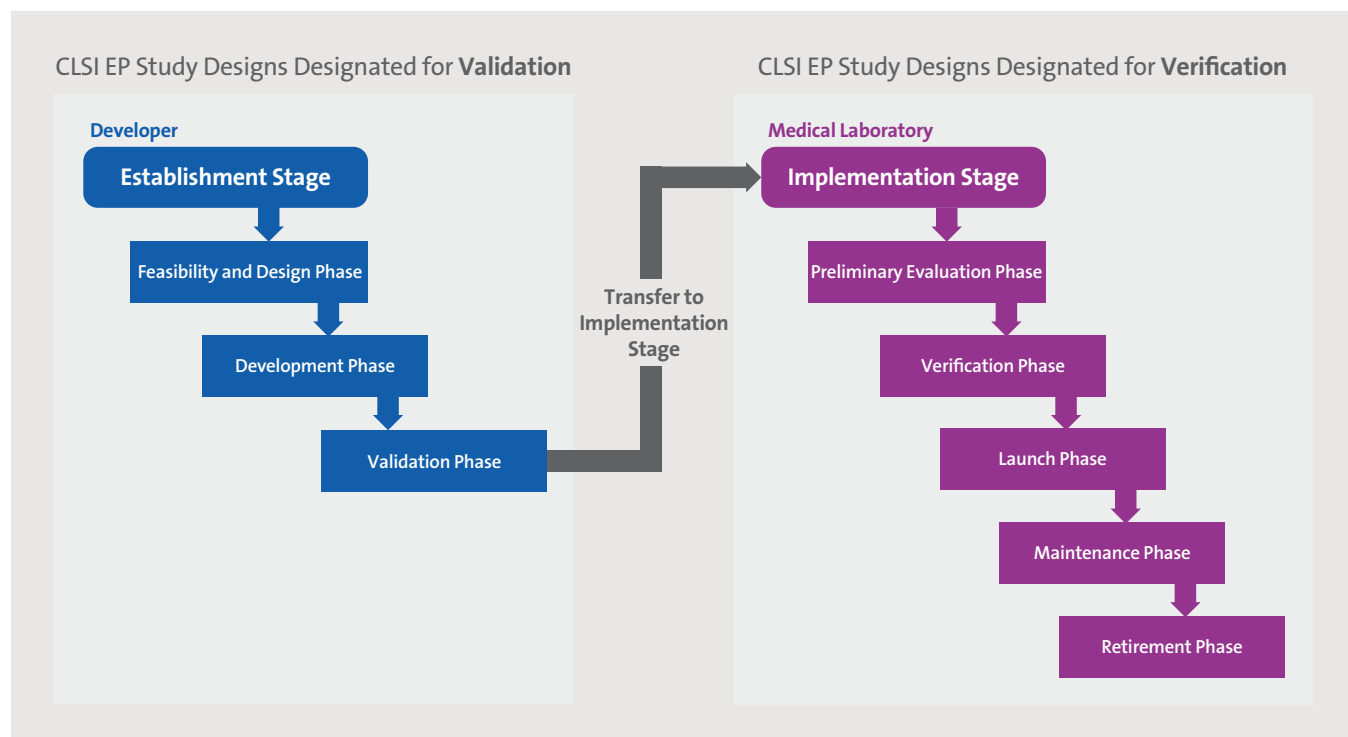 CLSI EP Study Designs Designated for Validation
Developer
Establishment Stage
Feasibility and Design Phase
Development Phase
Validation Phase
Transfer to
Implementation
Stage
CLSI EP Study Designs Designated for Verification
Medical Laboratory
Implementation Stage
Preliminary Evaluation Phase
Verification Phase
Launch Phase
Maintenance Phase
Retirement Phase